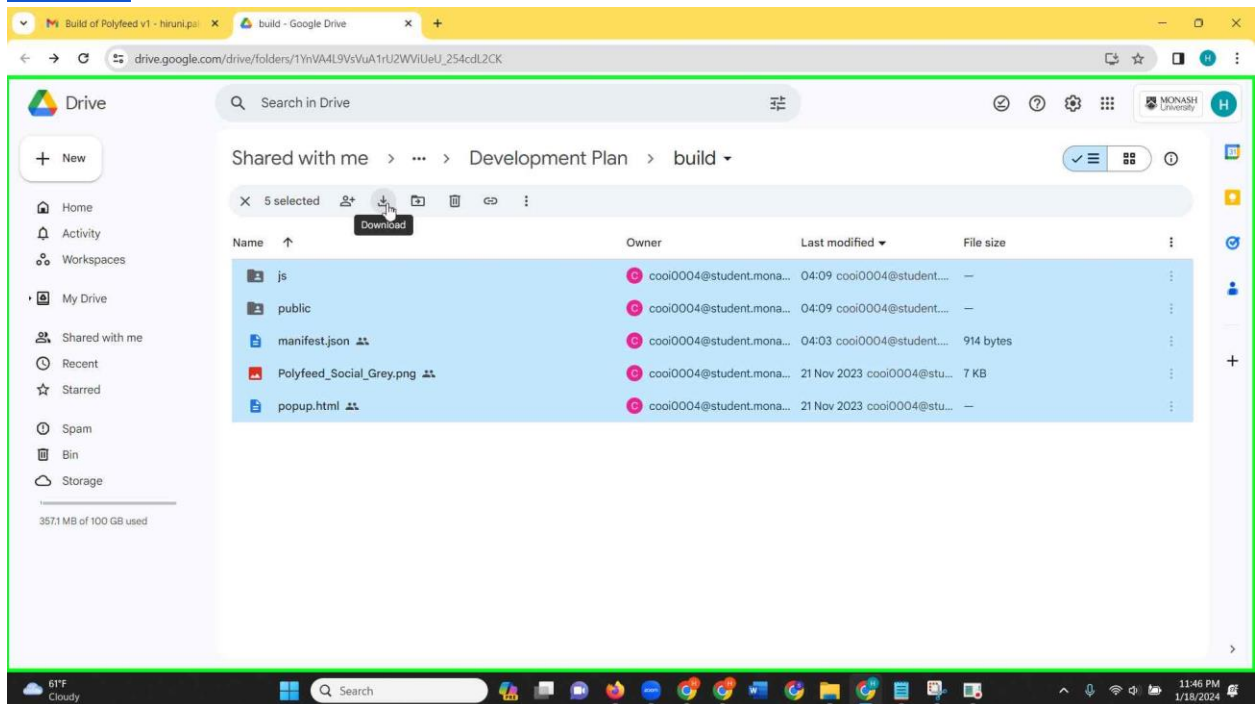 Build of Polyfeed v1 - hiruni.pal
build - Google Drive
drive.google.com/drive/folders/1YnVA4L9VsVuA1rU2WViUeU_254cdL2CK
H
Drive
Search in Drive
MONASH University
H
New
Shared with me > ... > Development Plan > build
5 selected
Download
Home
Activity
Workspaces
My Drive
Shared with me
Recent
Starred
Spam
Bin
Storage
357.1 MB of 100 GB used
Name Owner Last modified File size
js C cooi0004@student.mona... 04:09 cooi0004@student.... —
public C cooi0004@student.mona... 04:09 cooi0004@student.... —
manifest.json C cooi0004@student.mona... 04:03 cooi0004@student.... 914 bytes
Polyfeed_Social_Grey.png C cooi0004@student.mona... 21 Nov 2023 cooi0004@stu... 7 KB
popup.html C cooi0004@student.mona... 21 Nov 2023 cooi0004@stu... —
31
61°F
Cloudy
Search
zoom
11:46 PM
1/18/2024